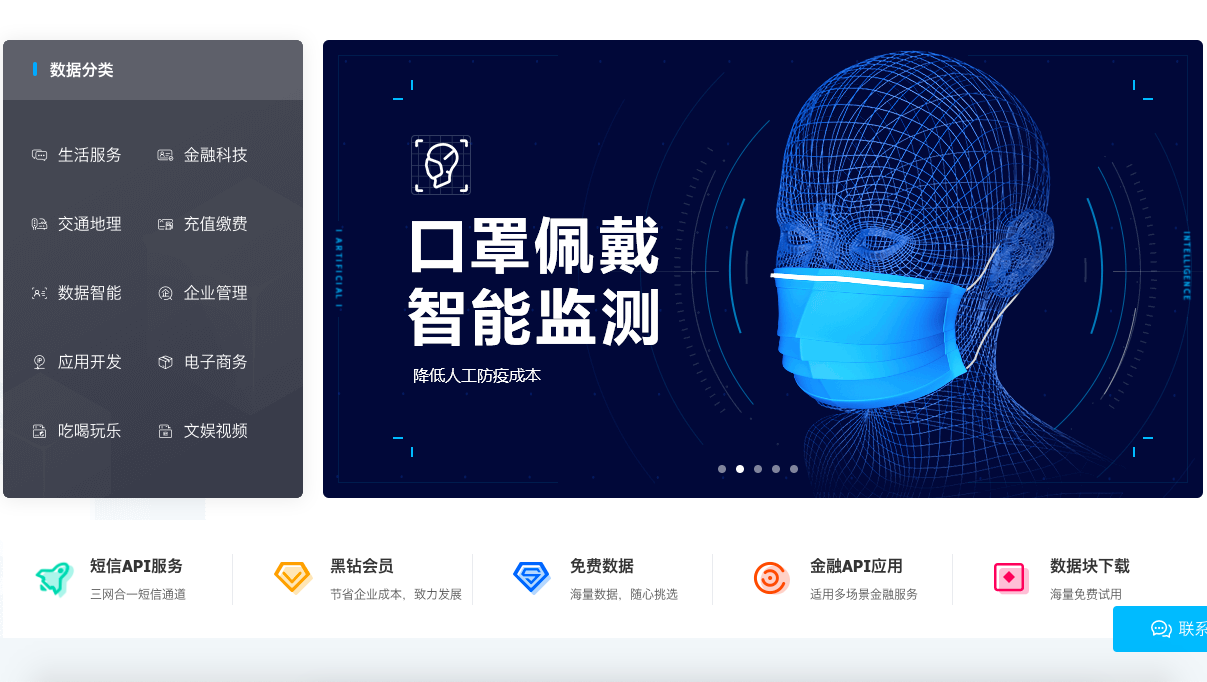 数据分类
生活服务
金融科技
交通地理
充值缴费
数据智能
企业管理
应用开发
电子商务
吃喝玩乐
文娱视频
口罩佩戴
智能监测
降低人工防疫成本
ARTIFICIAL
INTELLIGENCE
短信API服务
三网合一短信通道
黑钻会员
节省企业成本，致力发展
免费数据
海量数据，随心挑选
金融API应用
适用多场景金融服务
数据块下载
海量免费试用
联系